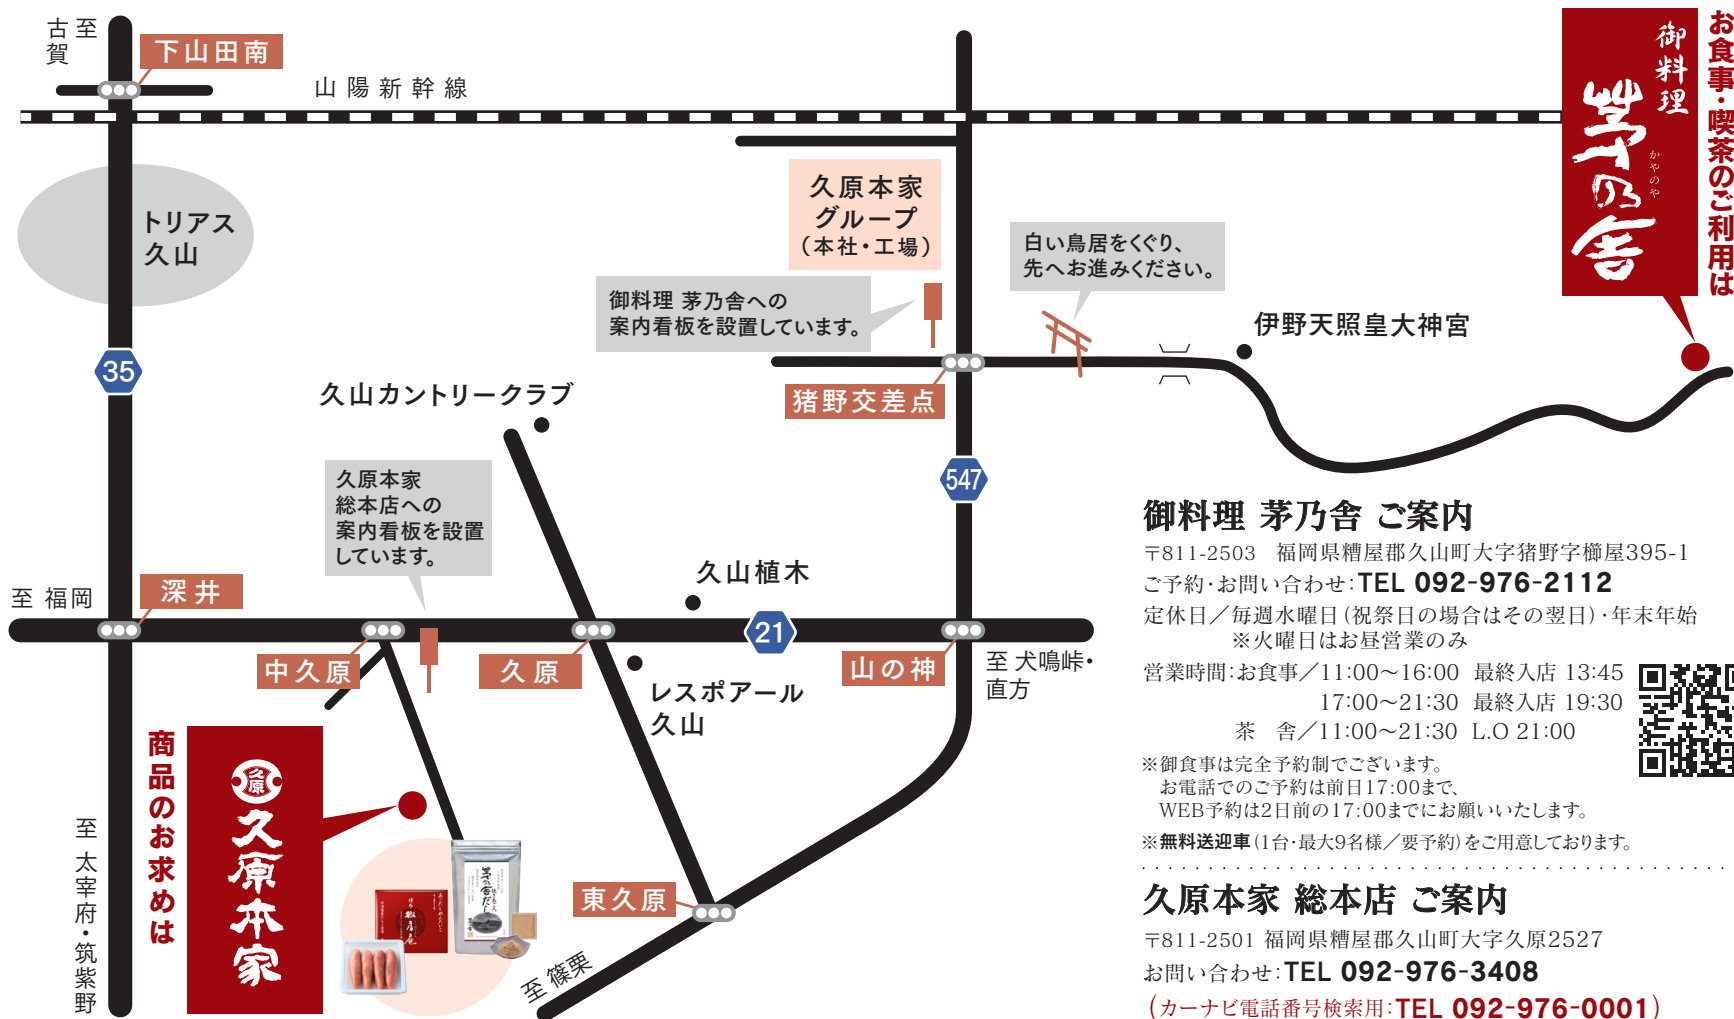 至
古賀
下山田南
山陽新幹線
お食事・喫茶のご利用は
御料理
茅乃舎
かやのや
トリアス
久山
久原本家
グループ
（本社・工場）
白い鳥居をくぐり、
先へお進みください。
御料理 茅乃舎への
案内看板を設置しています。
伊野天照皇大神宮
35
久山カントリークラブ
猪野交差点
547
久原本家
総本店への
案内看板を設置
しています。
至 福岡
深井
久山植木
21
中久原
久原
山の神
至 犬鳴峠・
直方
レスポアール
久山
商品のお求めは
久原
久原本家
至 太宰府・筑紫野
東久原
至 篠栗
茅乃舎だし
御料理 茅乃舎 ご案内
〒811-2503 福岡県糟屋郡久山町大字猪野字櫛屋395-1
ご予約・お問い合わせ：TEL 092-976-2112
定休日／毎週水曜日（祝祭日の場合はその翌日）・年末年始
※火曜日はお昼営業のみ
営業時間：お食事／11:00～16:00 最終入店 13:45
17:00～21:30 最終入店 19:30
茶 舎／11:00～21:30 L.O 21:00
※御食事は完全予約制でございます。
お電話でのご予約は前日17:00まで、
WEB予約は2日前の17:00までにお願いいたします。
※無料送迎車（1台・最大9名様／要予約）をご用意しております。
久原本家 総本店 ご案内
〒811-2501 福岡県糟屋郡久山町大字久原2527
お問い合わせ：TEL 092-976-3408
（カーナビ電話番号検索用：TEL 092-976-0001）